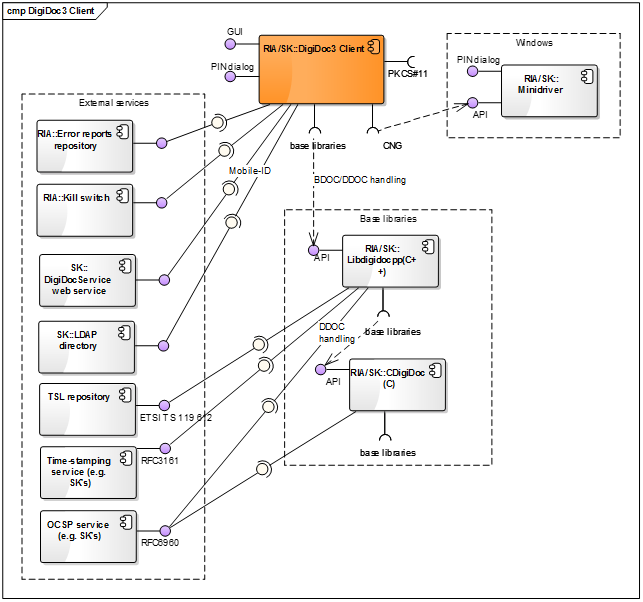 cmp DigiDoc3 Client
GUI
PIN dialog
RIA/SK::DigiDoc3 Client
PKCS#11
base libraries
CNG
Windows
PIN dialog
API
RIA/SK::
Minidriver
External services
RIA::Error reports
repository
RIA::Kill switch
SK::
DigiDocService
web service
SK::LDAP
directory
TSL repository
ETSI TS 119 612
Time-stamping
service (e.g.
SK's)
RFC3161
OCSP service
(e.g. SK's)
RFC6960
Mobile-ID
BDOC/DDOC handling
Base libraries
API
RIA/SK::
Libdigidocpp(C+
+)
base libraries
DDOC
handling
API
RIA/SK::CDigiDoc
(C)
base libraries